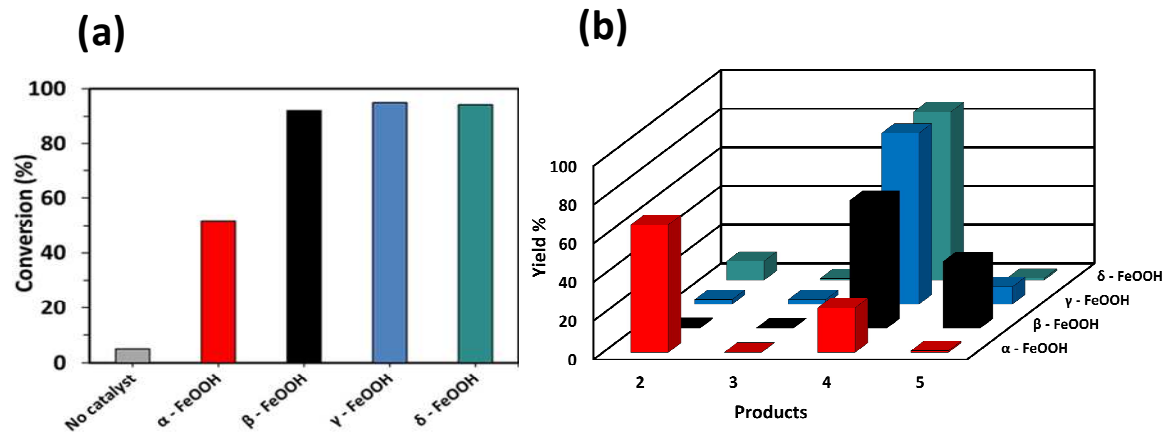 (a)
Conversion (%)
100
80
60
40
20
0
No catalyst
α - FeOOH
β - FeOOH
γ - FeOOH
δ - FeOOH
(b)
Yield %
100
80
60
40
20
0
2
3
4
5
Products
δ - FeOOH
γ - FeOOH
β - FeOOH
α - FeOOH